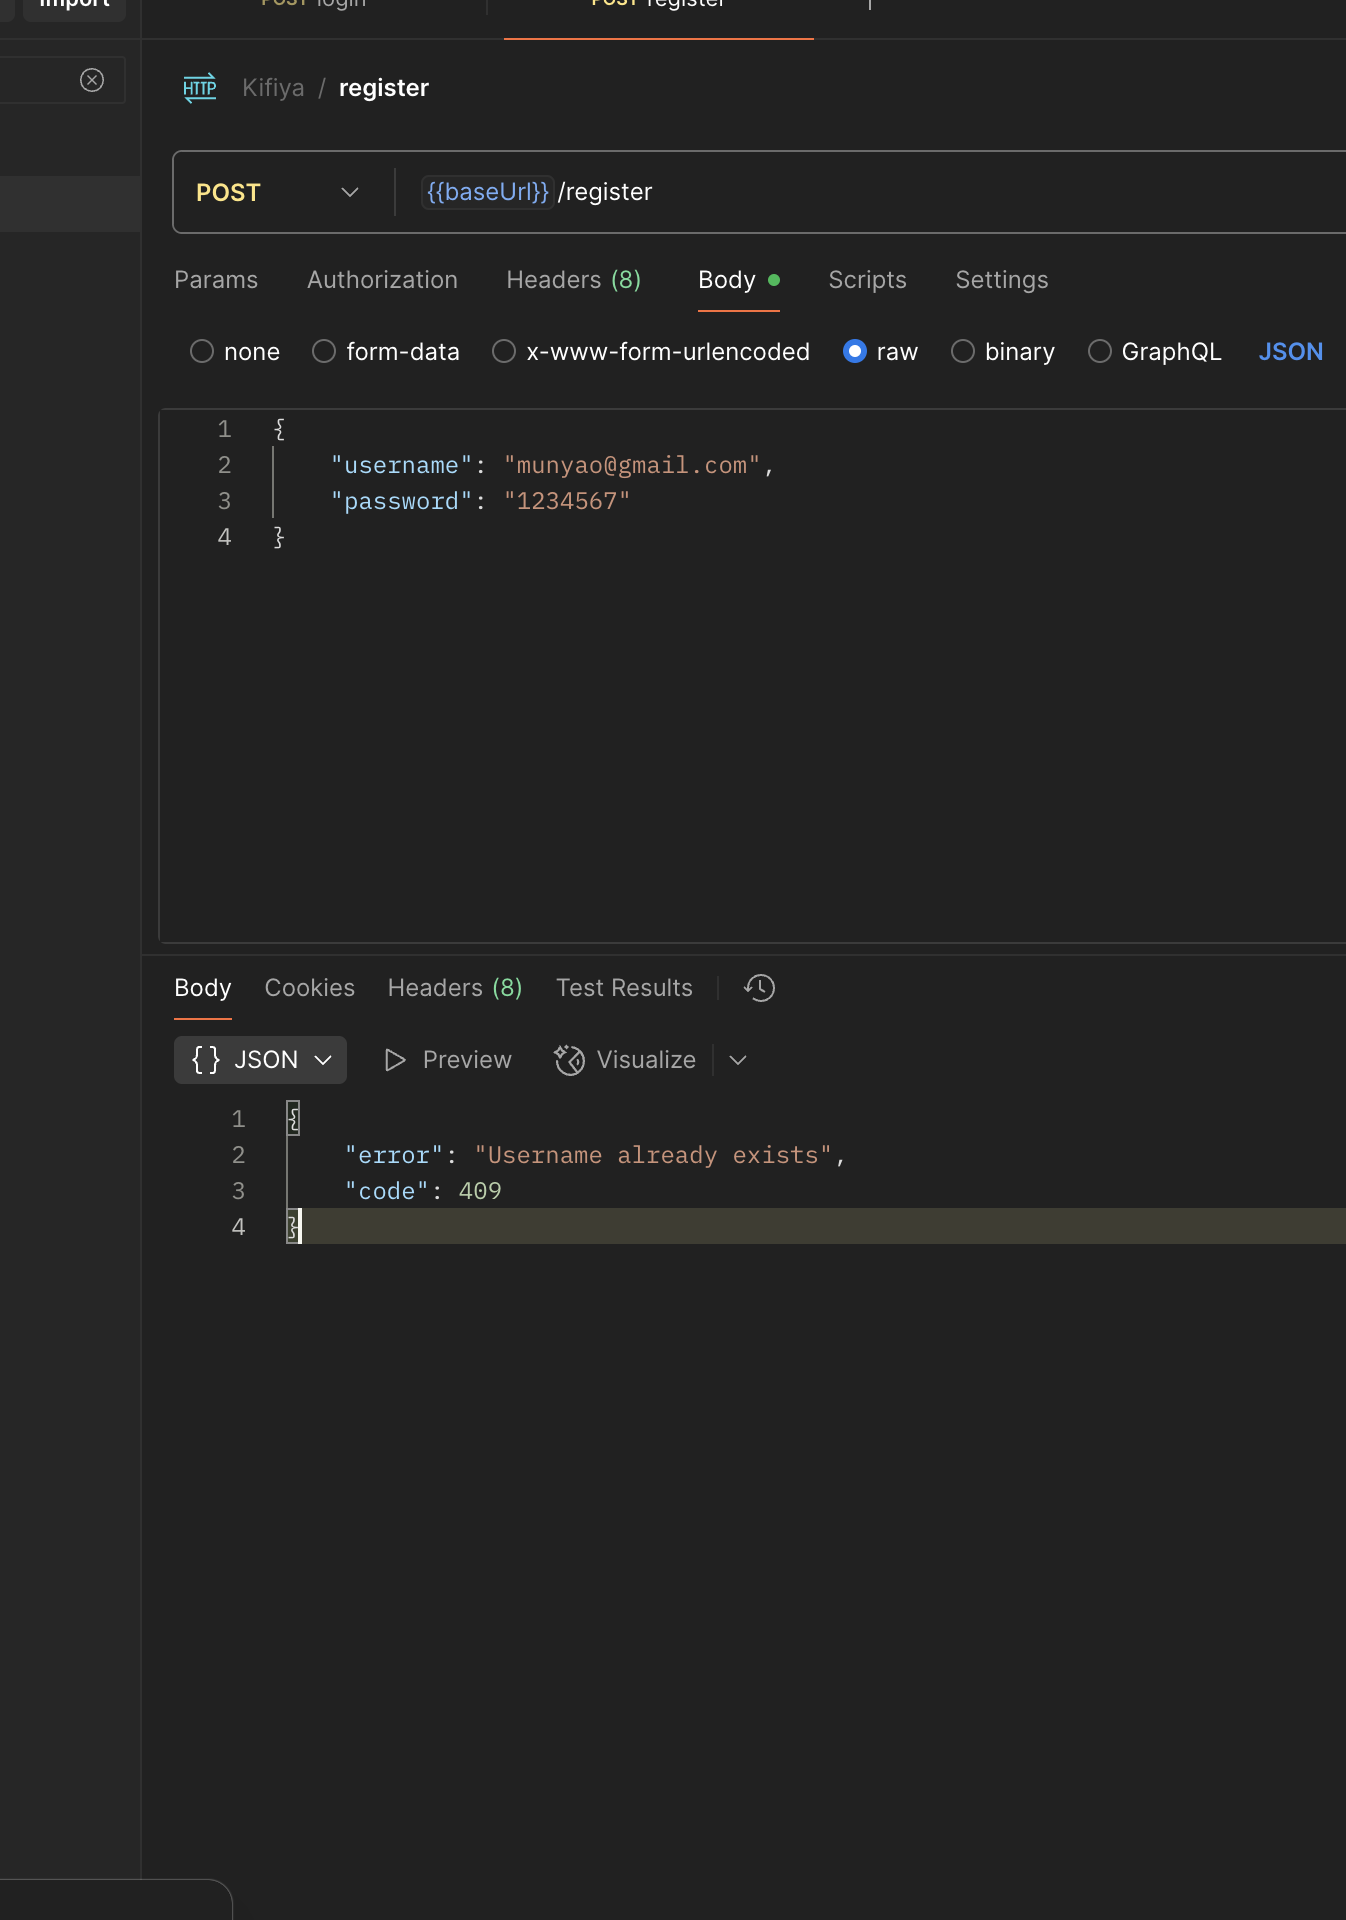 Import
POST login
POST register
HTTP Kifiya / register
POST {{baseUrl}} /register
Params Authorization Headers (8) Body Scripts Settings
none form-data x-www-form-urlencoded raw binary GraphQL JSON
1 {
2 "username": "munyao@gmail.com",
3 "password": "1234567"
4 }
Body Cookies Headers (8) Test Results
{ } JSON Preview Visualize
1 {
2 "error": "Username already exists",
3 "code": 409
4 }